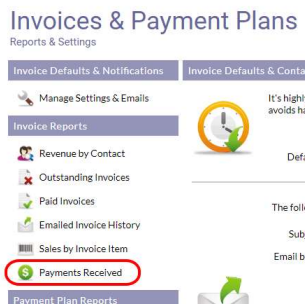 Invoices & Payment Plans
Reports & Settings
Invoice Defaults & Notifications
Manage Settings & Emails
Invoice Reports
Revenue by Contact
Outstanding Invoices
Paid Invoices
Emailed Invoice History
Sales by Invoice Item
Payments Received
Payment Plan Reports
Invoice Defaults & Conta
It's highl
avoids ha
Defa
The foll
Sub
Email b